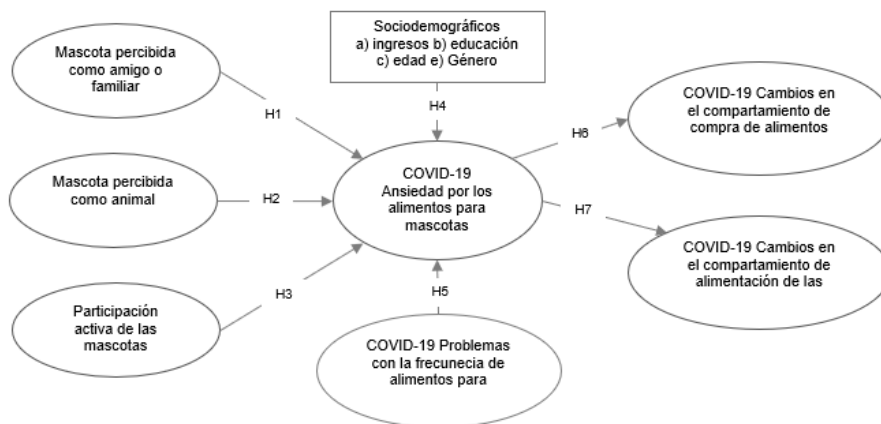 Mascota percibida
como amigo o
familiar
H1
Sociodemográficos
a) ingresos b) educación
c) edad e) Género
H4
Mascota percibida
como animal
H2
COVID-19
Ansiedad por los
alimentos para
mascotas
H6
COVID-19 Cambios en
el compartamiento de
compra de alimentos
H7
COVID-19 Cambios en
el compartamiento de
alimentación de las
Participación
activa de las
mascotas
H3
H5
COVID-19 Problemas
con la frecunecia de
alimentos para